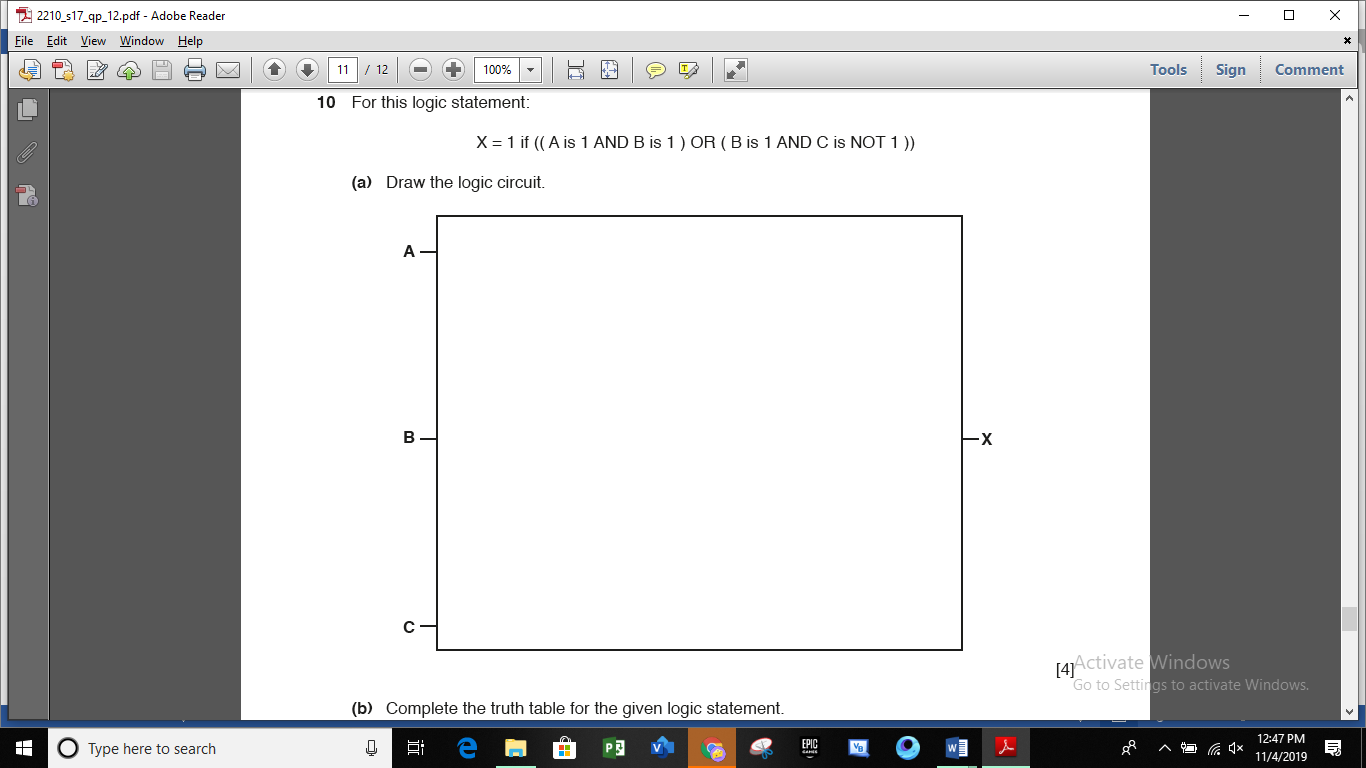 2210_s17_qp_12.pdf - Adobe Reader
File Edit View Window Help
11 / 12 100% Tools Sign Comment
10 For this logic statement:
X = 1 if (( A is 1 AND B is 1 ) OR ( B is 1 AND C is NOT 1 ))
(a) Draw the logic circuit.
A
B
X
C
[4]
Activate Windows
Go to Settings to activate Windows.
(b) Complete the truth table for the given logic statement.
Type here to search
EPIC
GAMES
12:47 PM
11/4/2019